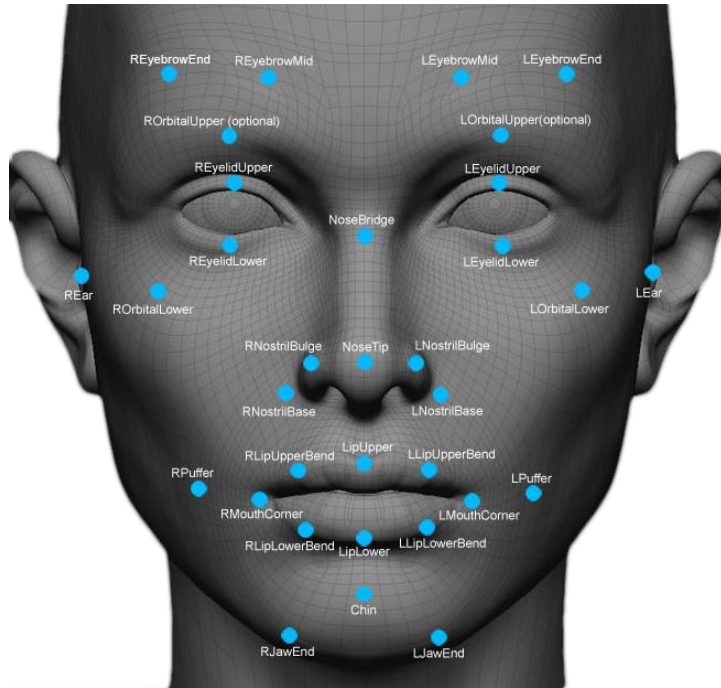 REyebrowEnd
REyebrowMid
LEyebrowMid
LEyebrowEnd
ROrbitalUpper (optional)
LOrbitalUpper(optional)
REyelidUpper
LEyelidUpper
NoseBridge
REyelidLower
LEyelidLower
REar
ROrbitalLower
LOrbitalLower
LEar
RNostrilBulge
NoseTip
LNostrilBulge
RNostrilBase
LNostrilBase
RLipUpperBend
LipUpper
LLipUpperBend
RPuffer
LPuffer
RMouthCorner
LMouthCorner
RLipLowerBend
LipLower
LLipLowerBend
Chin
RJawEnd
LJawEnd